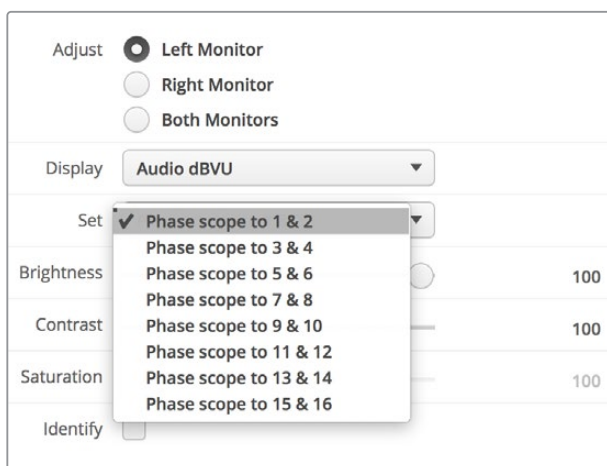 Adjust Left Monitor
Right Monitor
Both Monitors
Display Audio dBVU
Set Phase scope to 1 & 2
Phase scope to 3 & 4
Brightness Phase scope to 5 & 6 100
Phase scope to 7 & 8
Contrast Phase scope to 9 & 10 100
Phase scope to 11 & 12
Saturation Phase scope to 13 & 14 100
Phase scope to 15 & 16
Identify